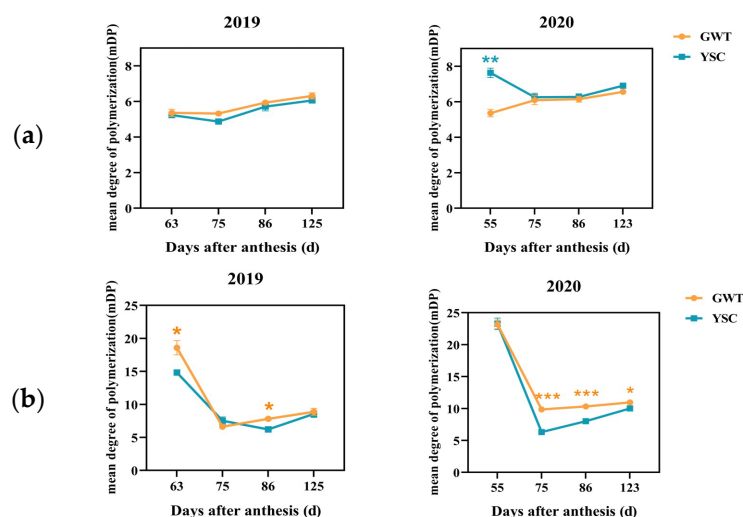 2019
2020
GWT
YSC
(a)
mean degree of polymerization(mDP)
8
6
4
2
0
63 75 86 125
Days after anthesis (d)
mean degree of polymerization(mDP)
8
6
4
2
0
**
55 75 86 123
Days after anthesis (d)
2019
2020
GWT
YSC
(b)
mean degree of polymerization(mDP)
25
20
15
10
5
0
*
*
63 75 86 125
Days after anthesis (d)
mean degree of polymerization(mDP)
25
20
15
10
5
0
*** *** *
55 75 86 123
Days after anthesis (d)